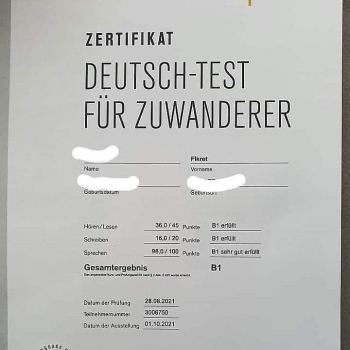 ZERTIFIKAT
DEUTSCH-TEST
FÜR ZUWANDERER
Fikret
Name Vorname
Geburtsdatum Geburtsort
Hören/Lesen 36,0 / 45 Punkte B1 erfüllt
Schreiben 16,0 / 20 Punkte B1 erfüllt
Sprechen 98,0 / 100 Punkte B1 sehr gut erfüllt
Gesamtergebnis B1
Datum der Prüfung 28.08.2021
Teilnehmernummer 3006750
Datum der Ausstellung 01.10.2021